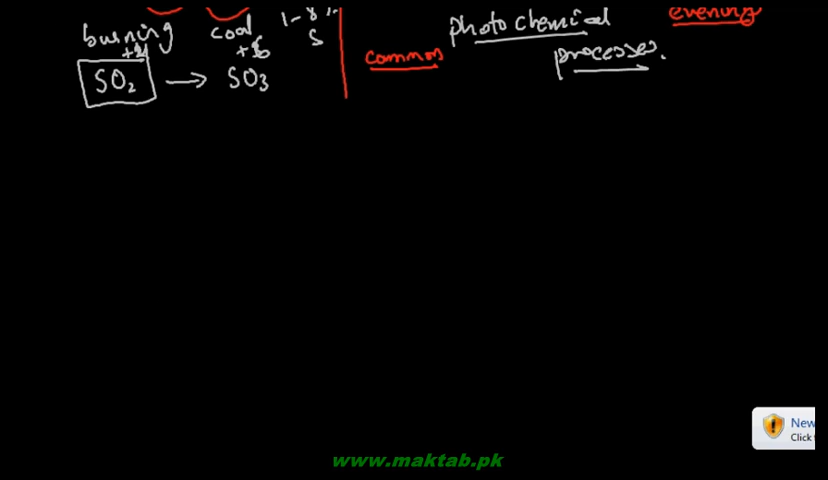 burning coal 1-8%
S
+4 +6
SO2 → SO3
photochemical
processes.
common
evening
New
Click
www.maktab.pk